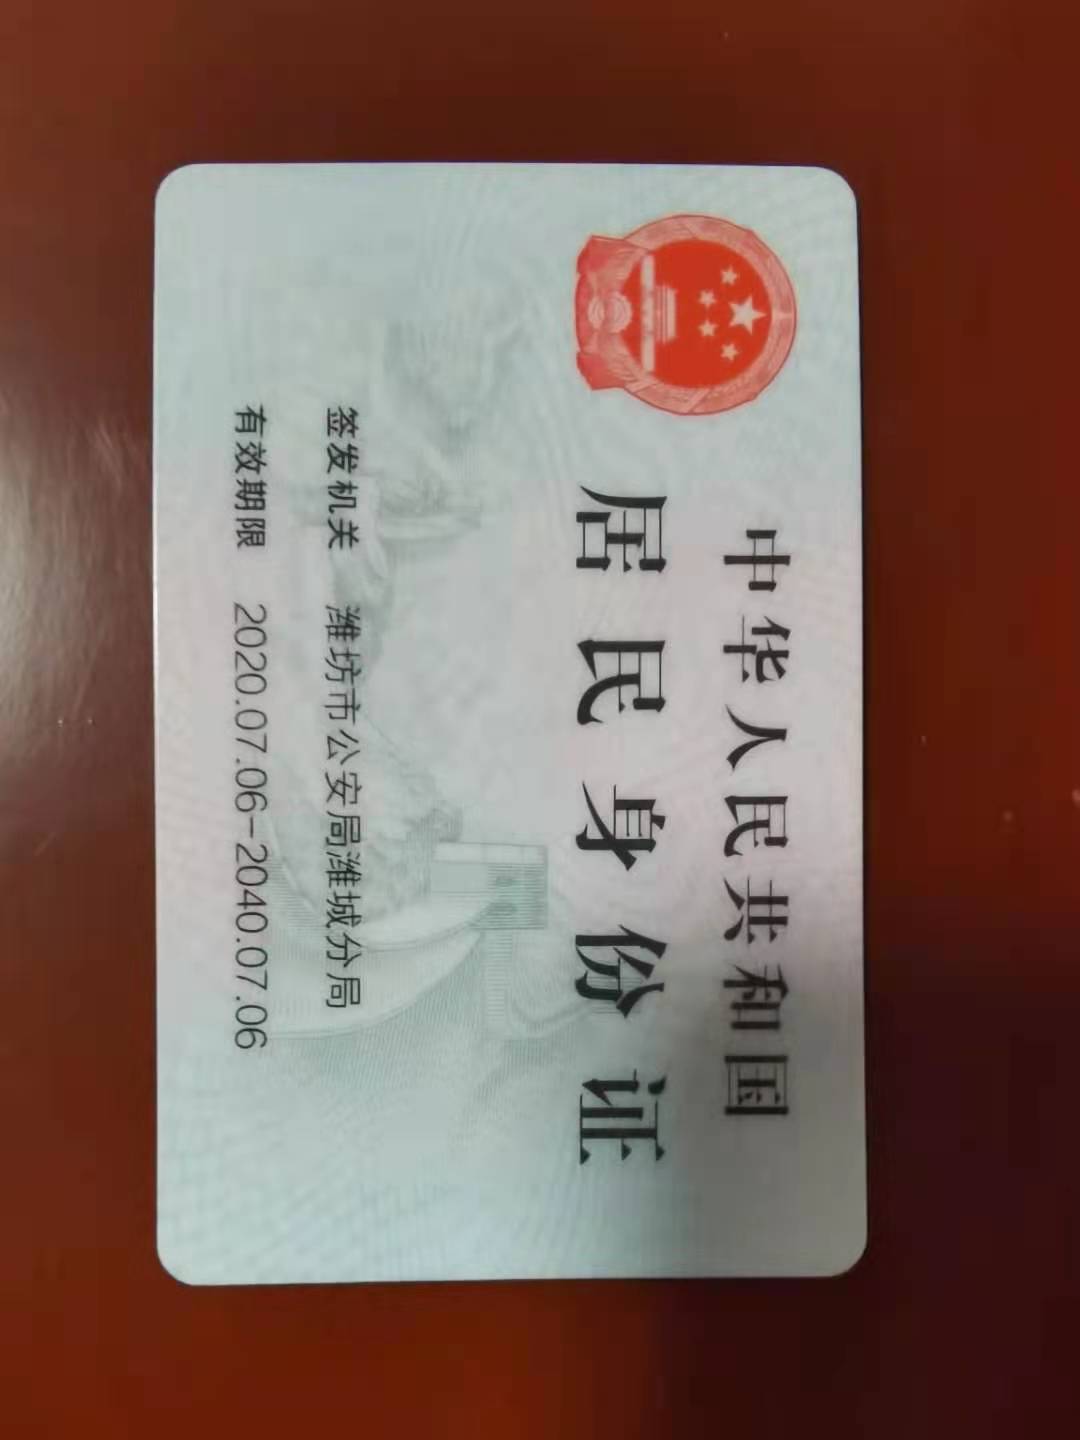 中华人民共和国
居民身份证
签发机关 潍坊市公安局潍城分局
有效期限 2020.07.06-2040.07.06